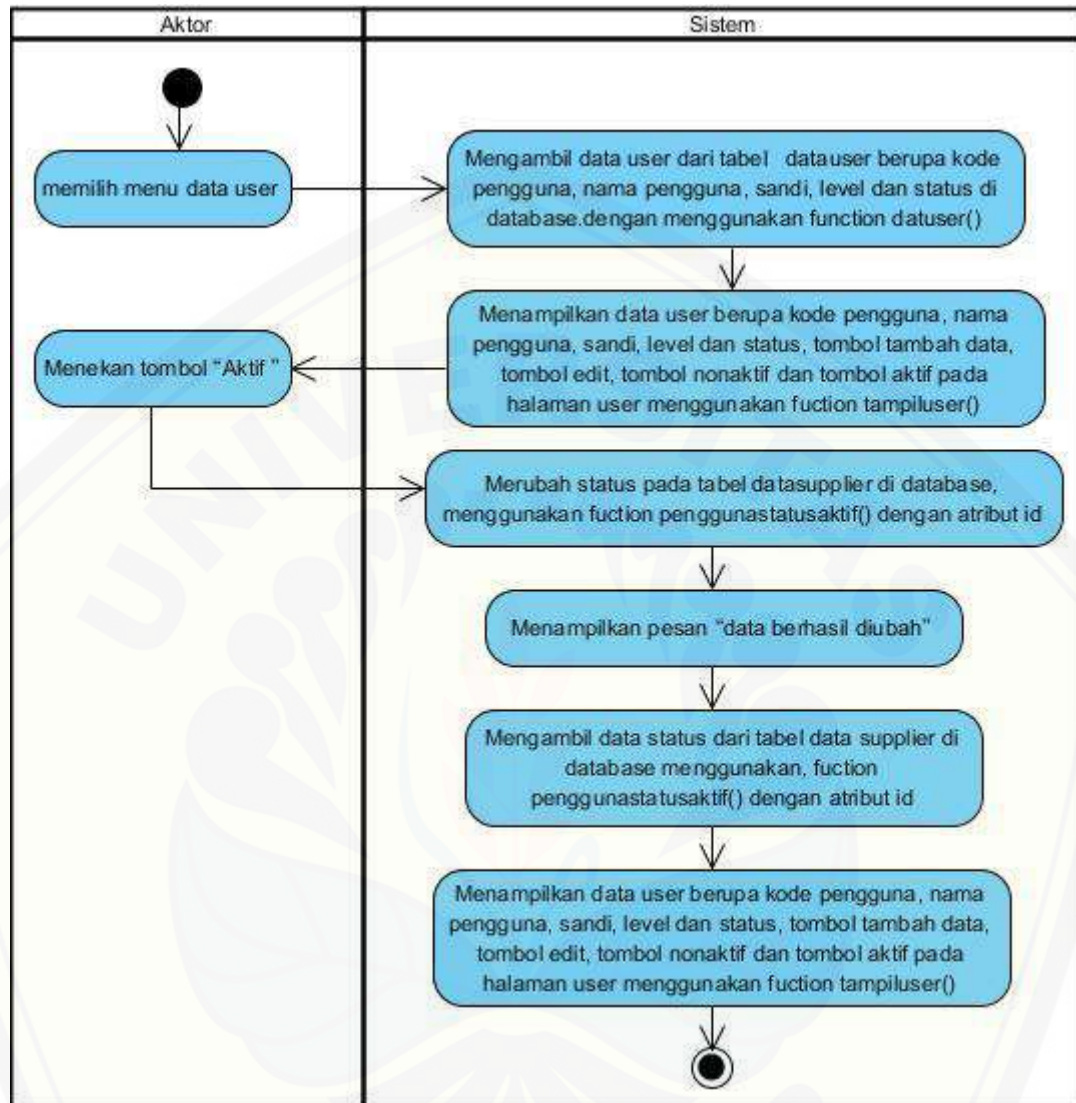 Aktor
Sistem
memilih menu data user
Mengambil data user dari tabel datauser berupa kode
pengguna, nama pengguna, sandi, level dan status di
database.dengan menggunakan function datuser()
Menampilkan data user berupa kode pengguna, nama
pengguna, sandi, level dan status, tombol tambah data,
tombol edit, tombol nonaktif dan tombol aktif pada
halaman user menggunakan fuction tampiluser()
Menekan tombol “Aktif ”
Merubah status pada tabel datasupplier di database,
menggunakan fuction penggunastatusaktif() dengan atribut id
Menampilkan pesan “data berhasil diubah”
Mengambil data status dari tabel data supplier di
database menggunakan, fuction
penggunastatusaktif() dengan atribut id
Menampilkan data user berupa kode pengguna, nama
pengguna, sandi, level dan status, tombol tambah data,
tombol edit, tombol nonaktif dan tombol aktif pada
halaman user menggunakan fuction tampiluser()
UNIVERSITAS